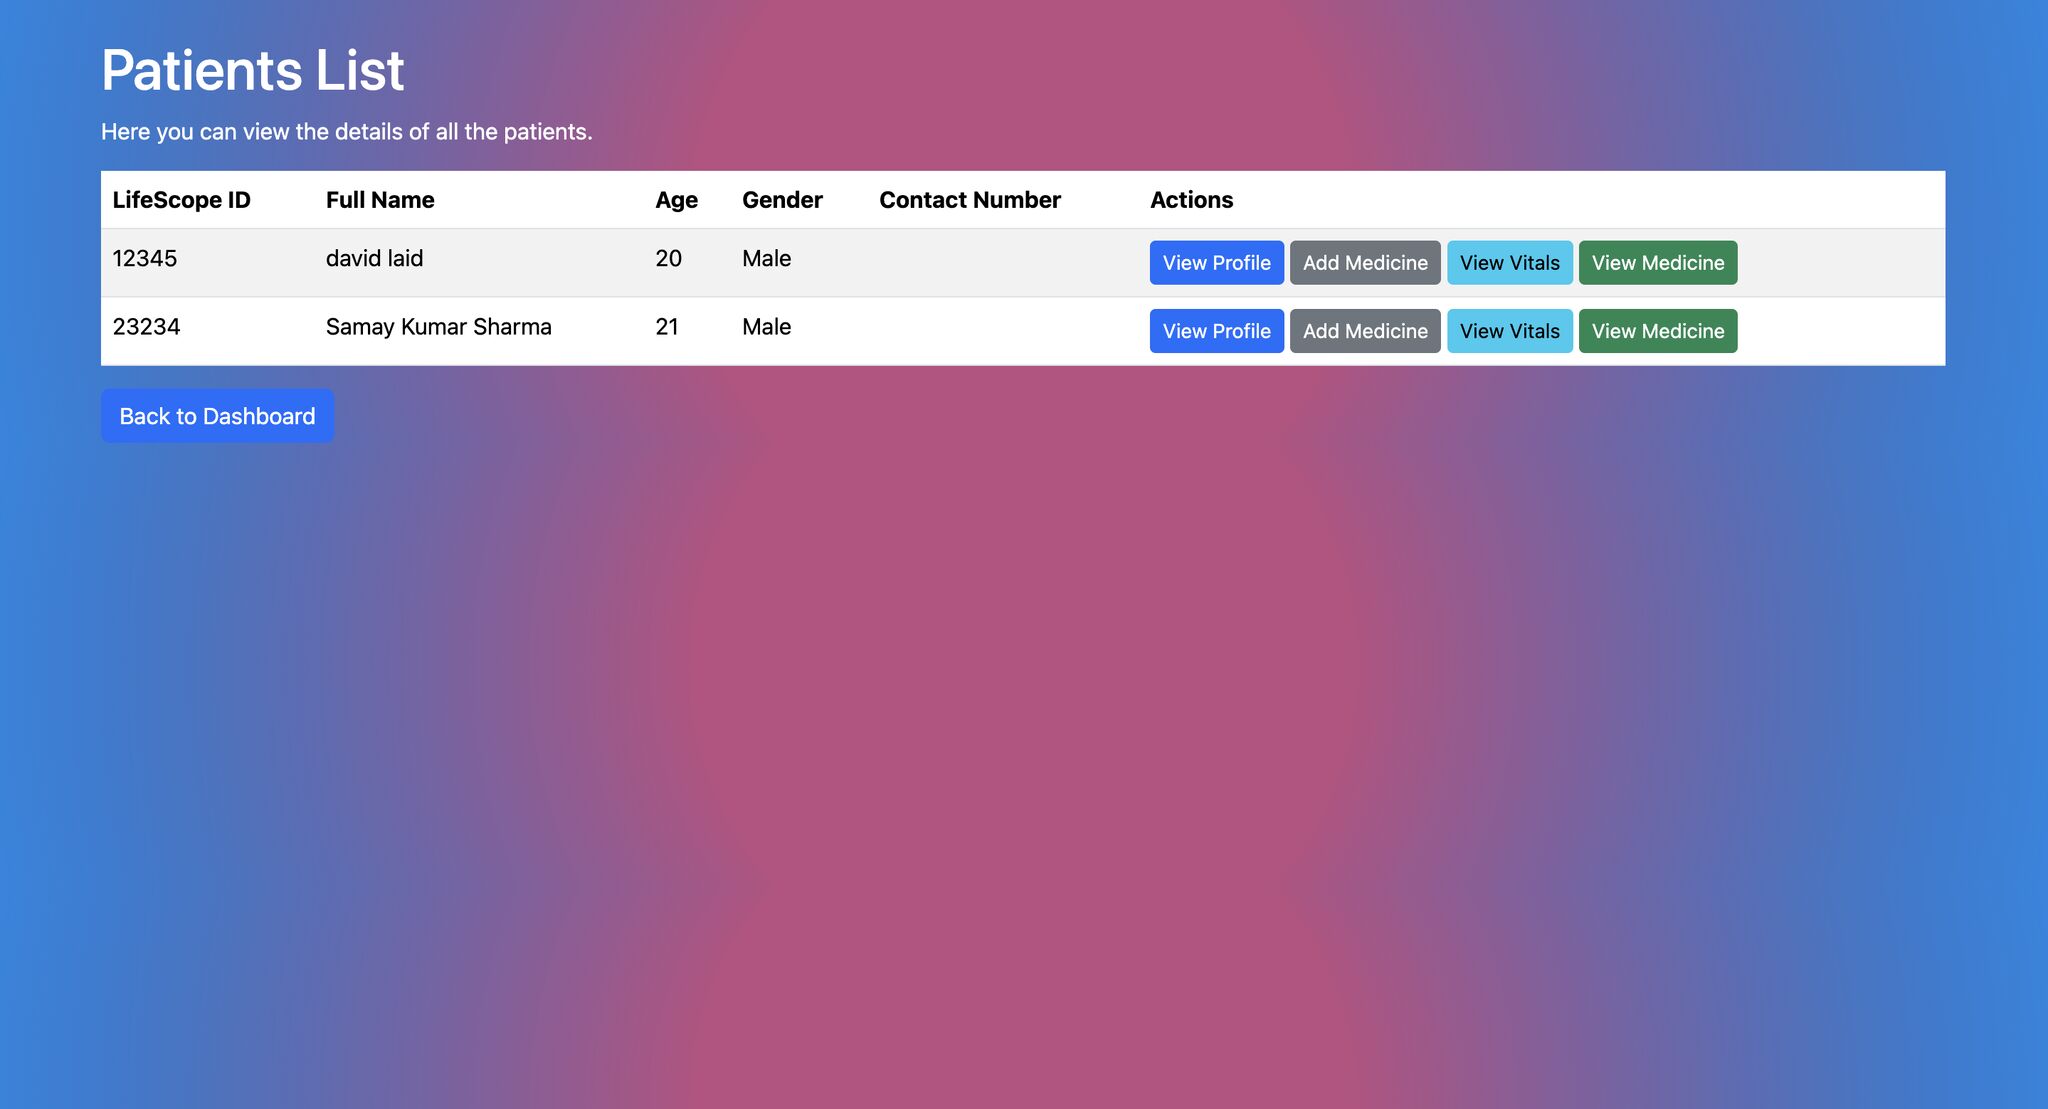 Patients List
Here you can view the details of all the patients.
LifeScope ID Full Name Age Gender Contact Number Actions
12345 david laid 20 Male View Profile Add Medicine View Vitals View Medicine
23234 Samay Kumar Sharma 21 Male View Profile Add Medicine View Vitals View Medicine
Back to Dashboard